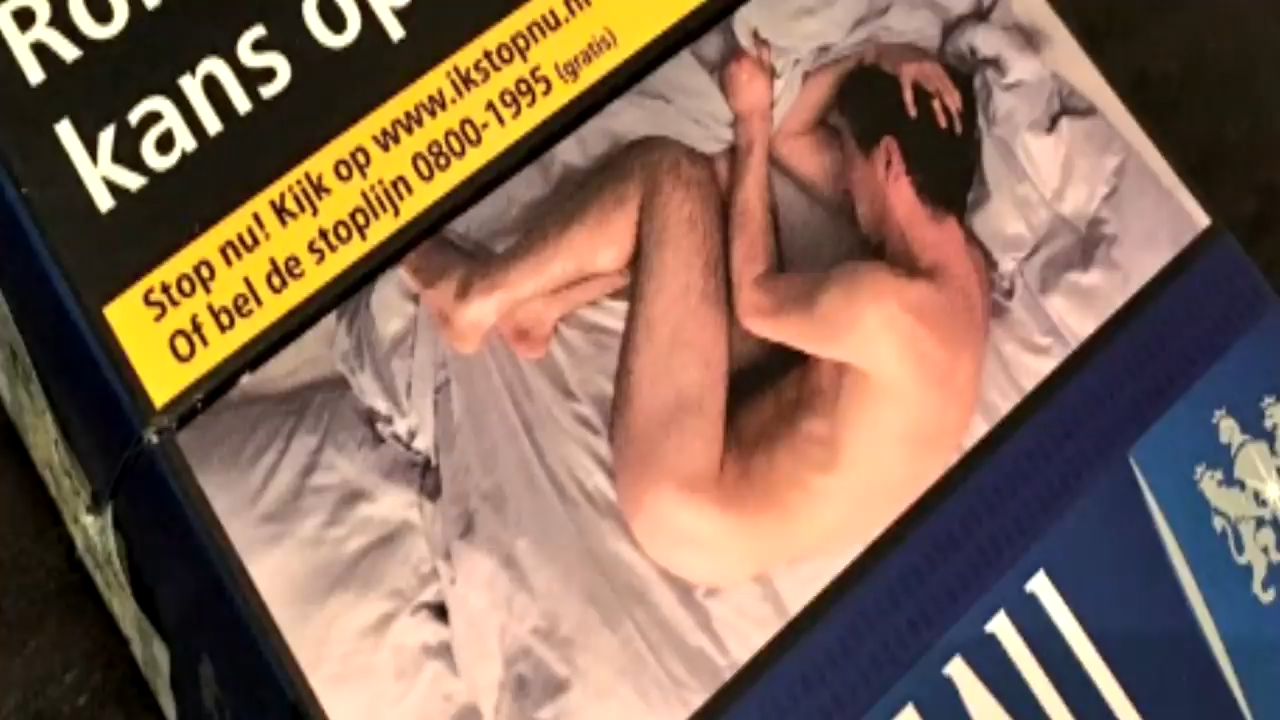 kans op
Stop nu! Kijk op www.ikstopnu.nl
Of bel de stoplijn 0800-1995 (gratis)